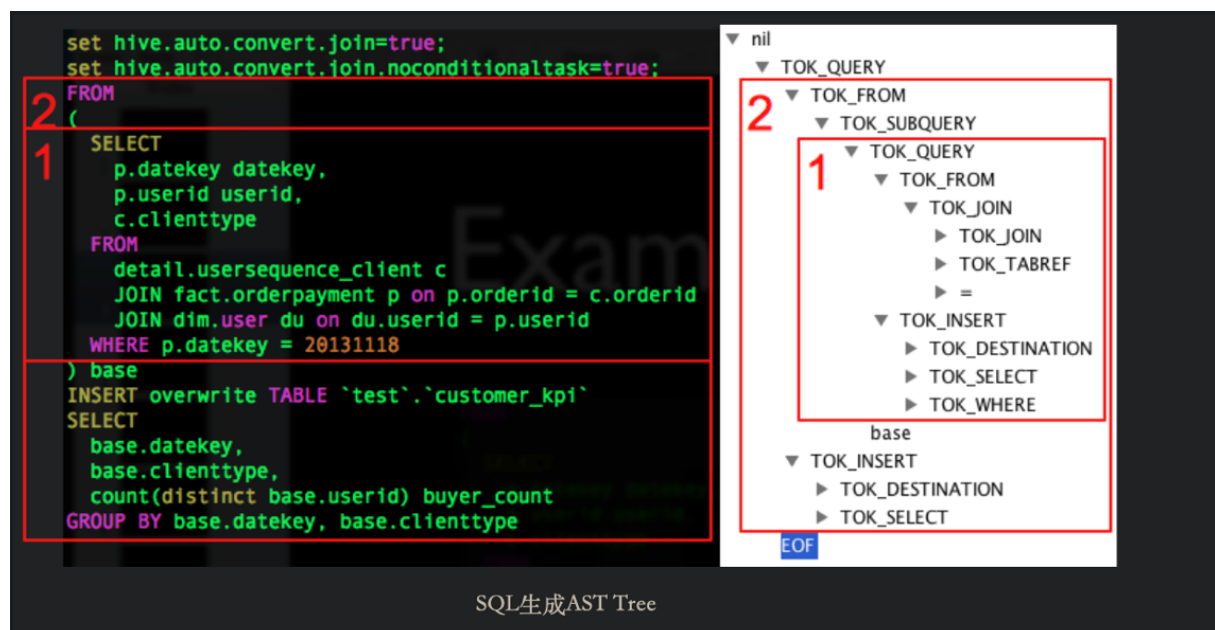 set hive.auto.convert.join=true;
set hive.auto.convert.join.noconditionaltask=true;
FROM
2
(
1
SELECT
p.datekey datekey,
p.userid userid,
c.clienttype
FROM
detail.usersequence_client c
JOIN fact.orderpayment p on p.orderid = c.orderid
JOIN dim.user du on du.userid = p.userid
WHERE p.datekey = 20131118
) base
INSERT overwrite TABLE `test`.`customer_kpi`
SELECT
base.datekey,
base.clienttype,
count(distinct base.userid) buyer_count
GROUP BY base.datekey, base.clienttype
Exam
nil
TOK_QUERY
2
TOK_FROM
TOK_SUBQUERY
1
TOK_QUERY
TOK_FROM
TOK_JOIN
TOK_JOIN
TOK_TABREF
=
TOK_INSERT
TOK_DESTINATION
TOK_SELECT
TOK_WHERE
base
TOK_INSERT
TOK_DESTINATION
TOK_SELECT
EOF
SQL生成AST Tree